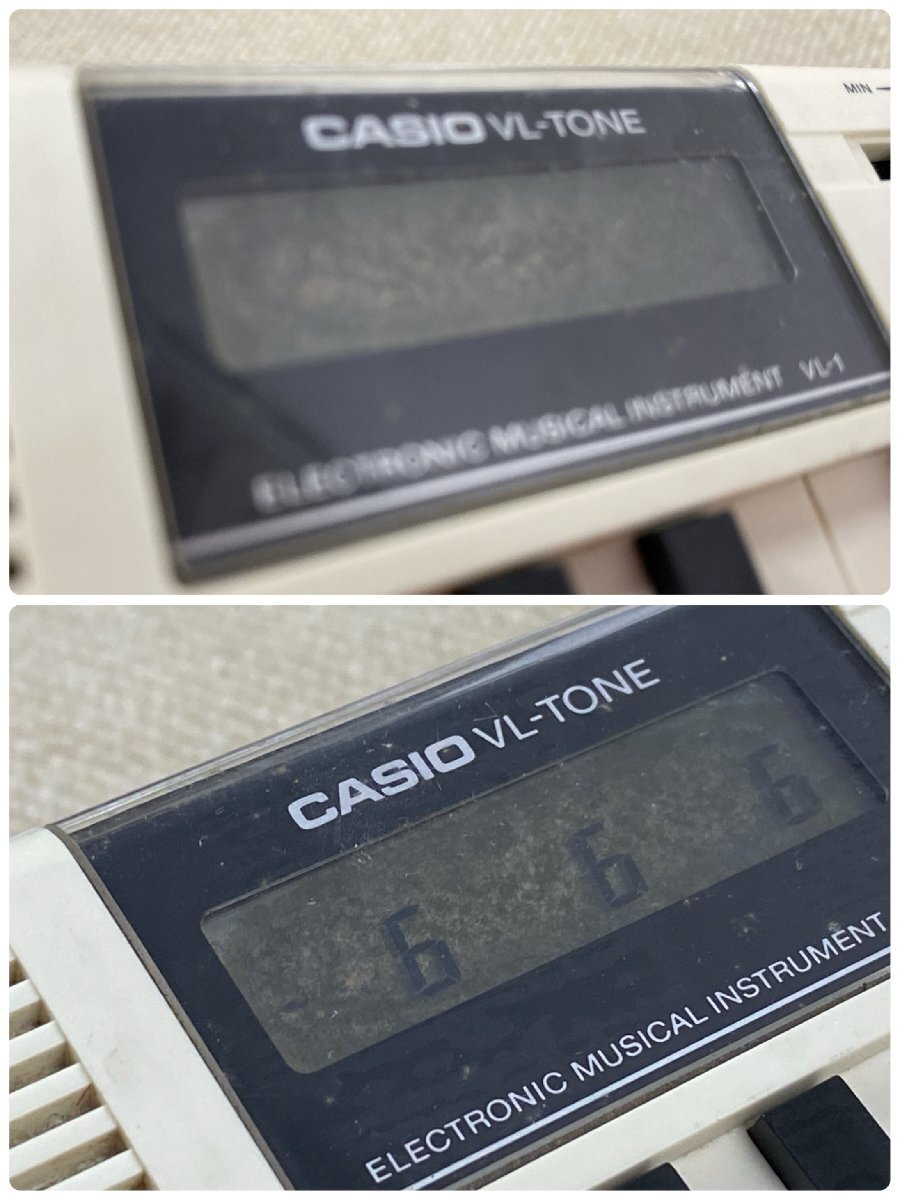 CASIO VL-TONE
MIN
ELECTRONIC MUSICAL INSTRUMENT VL-1
CASIO VL-TONE
- 6 6 6
ELECTRONIC MUSICAL INSTRUMENT